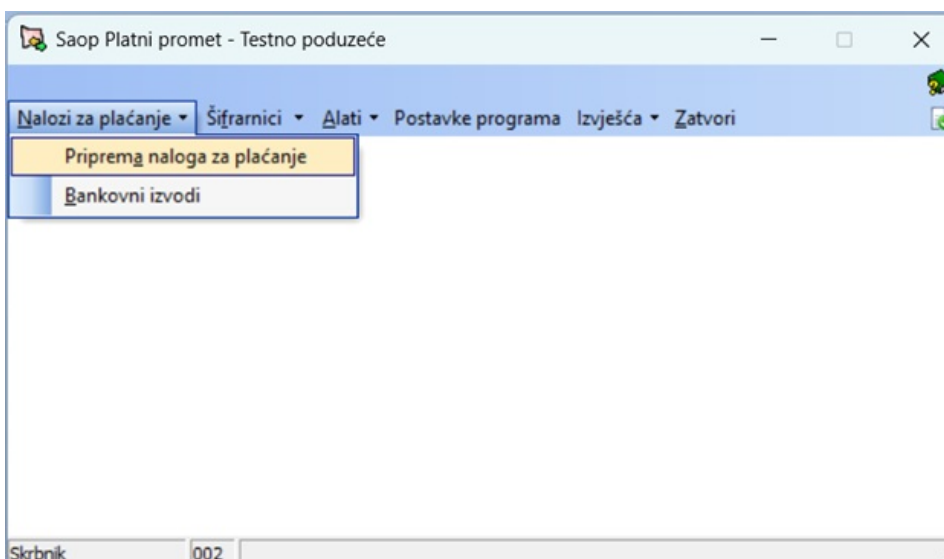 Saop Platni promet - Testno poduzeće
Nalozi za plaćanje Šifrarnici Alati Postavke programa Izvješća Zatvori
Priprema naloga za plaćanje
Bankovni izvodi
Skrbnik 002